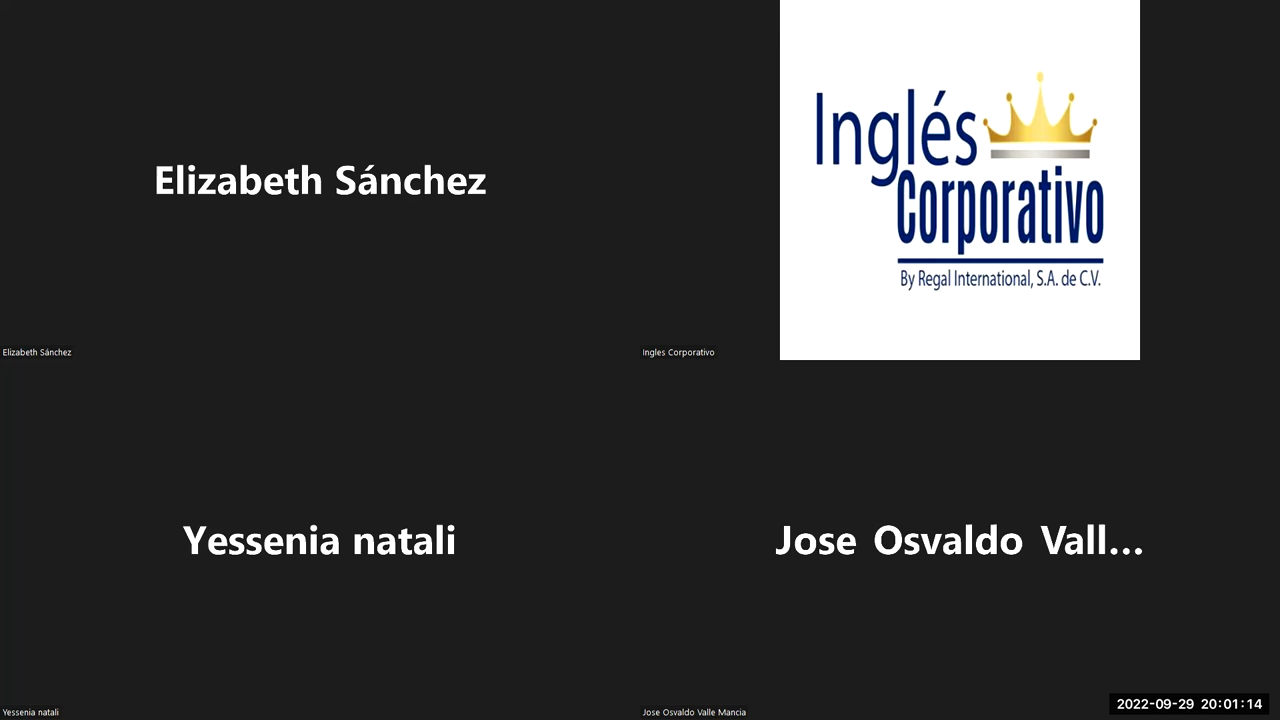 Elizabeth Sánchez
Inglés
Corporativo
By Regal International, S.A. de C.V.
Elizabeth Sánchez
Ingles Corporativo
Yessenia natali
Jose Osvaldo Vall...
Yessenia natali
Jose Osvaldo Valle Mancia
2022-09-29 20:01:14